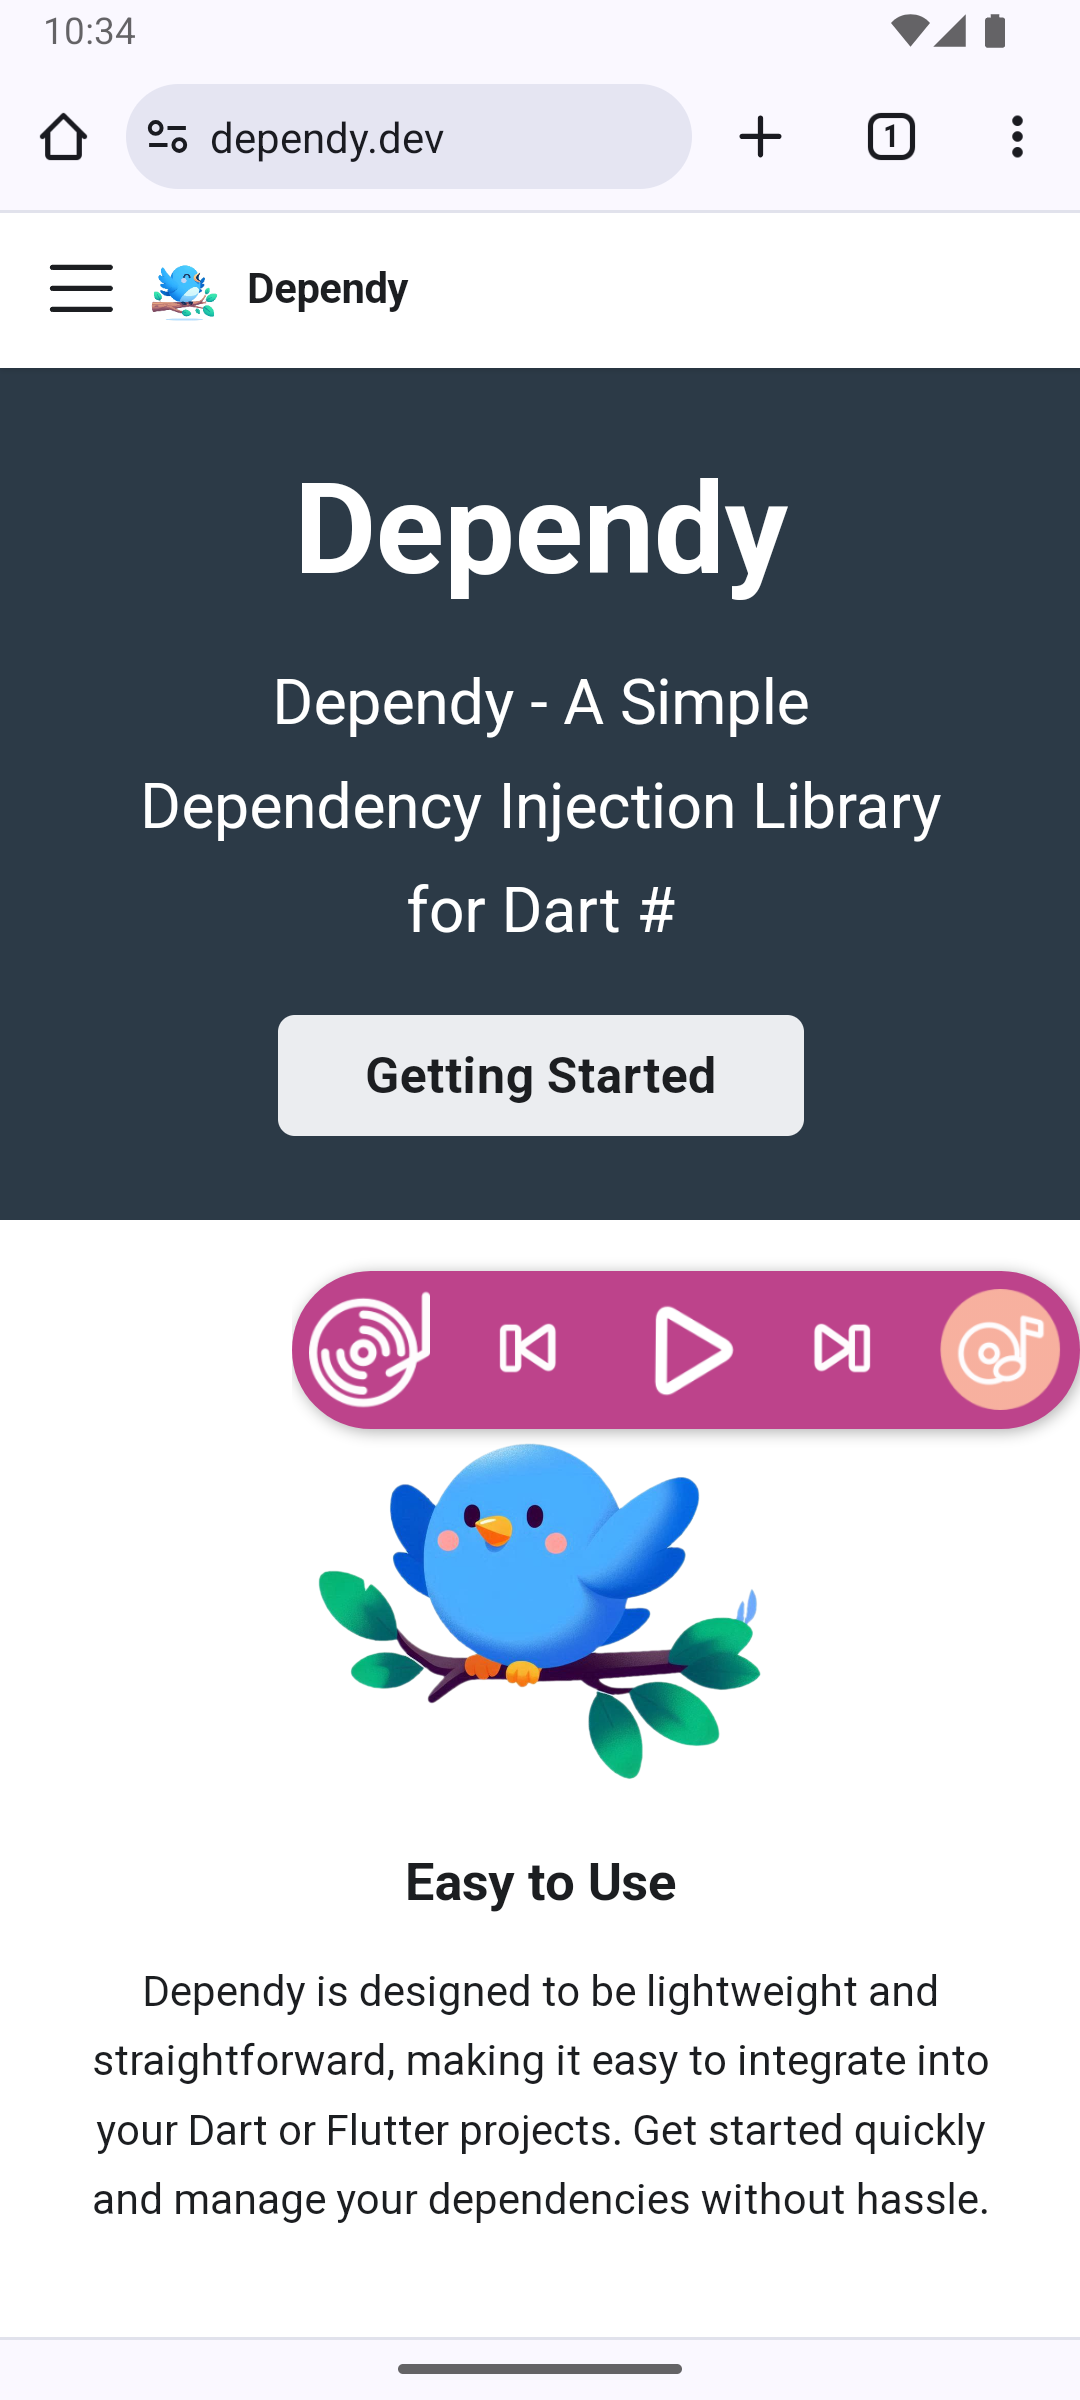 10:34
dependy.dev
1
Dependy
Dependy
Dependy - A Simple
Dependency Injection Library
for Dart #
Getting Started
Easy to Use
Dependy is designed to be lightweight and
straightforward, making it easy to integrate into
your Dart or Flutter projects. Get started quickly
and manage your dependencies without hassle.